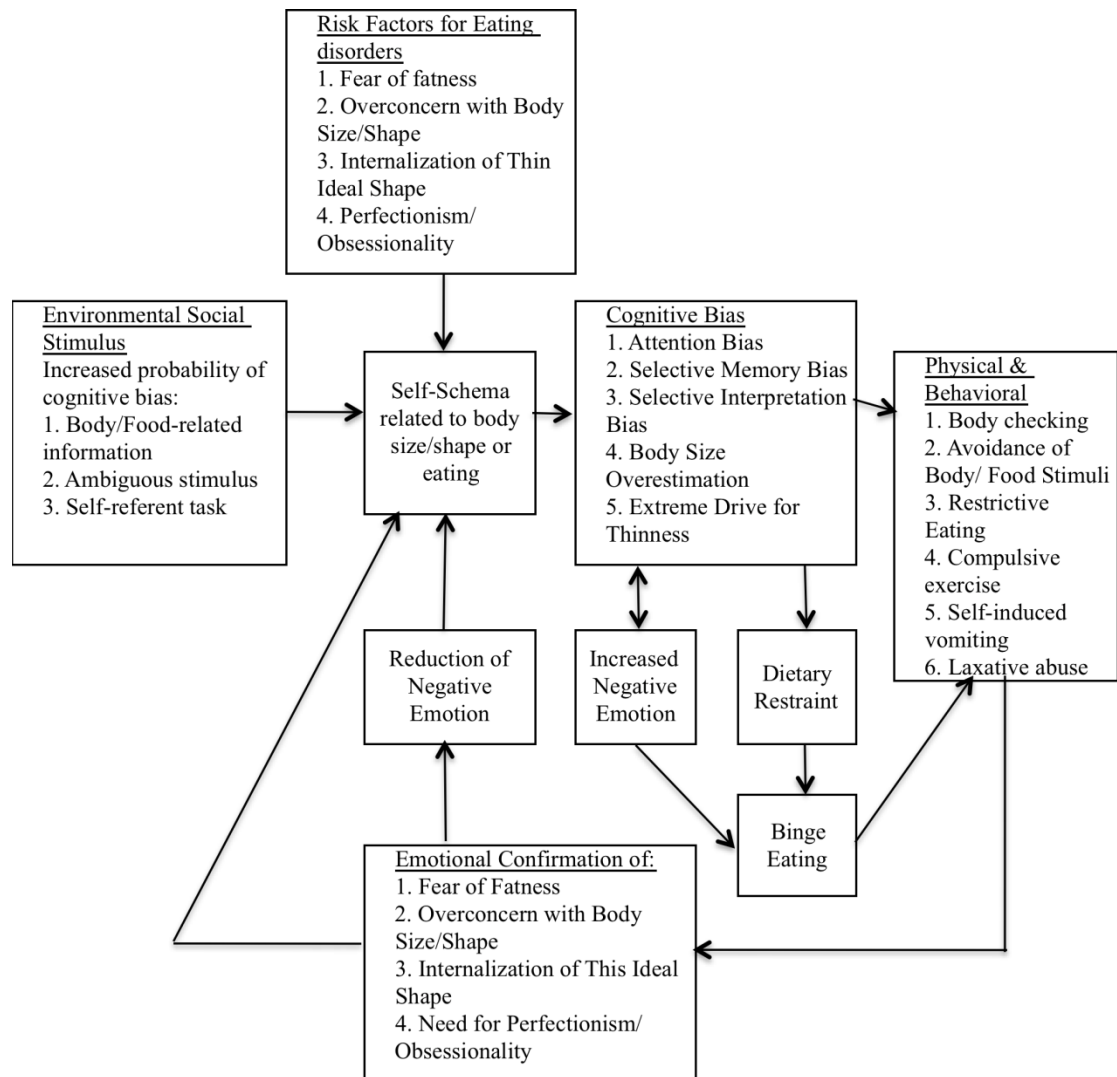 Risk Factors for Eating
disorders
1. Fear of fatness
2. Overconcern with Body
Size/Shape
3. Internalization of Thin
Ideal Shape
4. Perfectionism/
Obsessionality
Environmental Social
Stimulus
Increased probability of
cognitive bias:
1. Body/Food-related
information
2. Ambiguous stimulus
3. Self-referent task
Self-Schema
related to body
size/shape or
eating
Cognitive Bias
1. Attention Bias
2. Selective Memory Bias
3. Selective Interpretation
Bias
4. Body Size
Overestimation
5. Extreme Drive for
Thinness
Physical &
Behavioral
1. Body checking
2. Avoidance of
Body/ Food Stimuli
3. Restrictive
Eating
4. Compulsive
exercise
5. Self-induced
vomiting
6. Laxative abuse
Reduction of
Negative
Emotion
Increased
Negative
Emotion
Dietary
Restraint
Binge
Eating
Emotional Confirmation of:
1. Fear of Fatness
2. Overconcern with Body
Size/Shape
3. Internalization of This Ideal
Shape
4. Need for Perfectionism/
Obsessionality